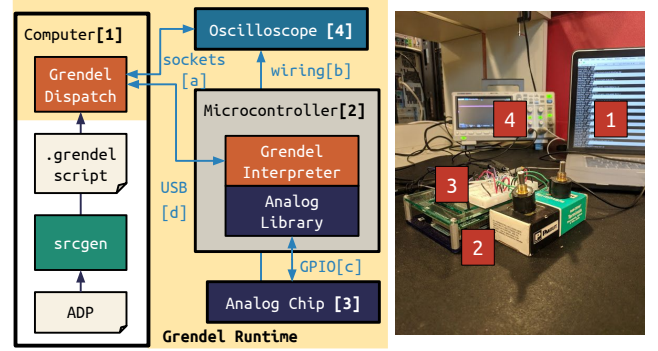 Computer[1]
Grendel
Dispatch
.grendel
script
srcgen
ADP
sockets
[a]
USB
[d]
Oscilloscope [4]
wiring[b]
Microcontroller[2]
Grendel
Interpreter
Analog
Library
GPIO[c]
Analog Chip [3]
Grendel Runtime
4
1
3
2